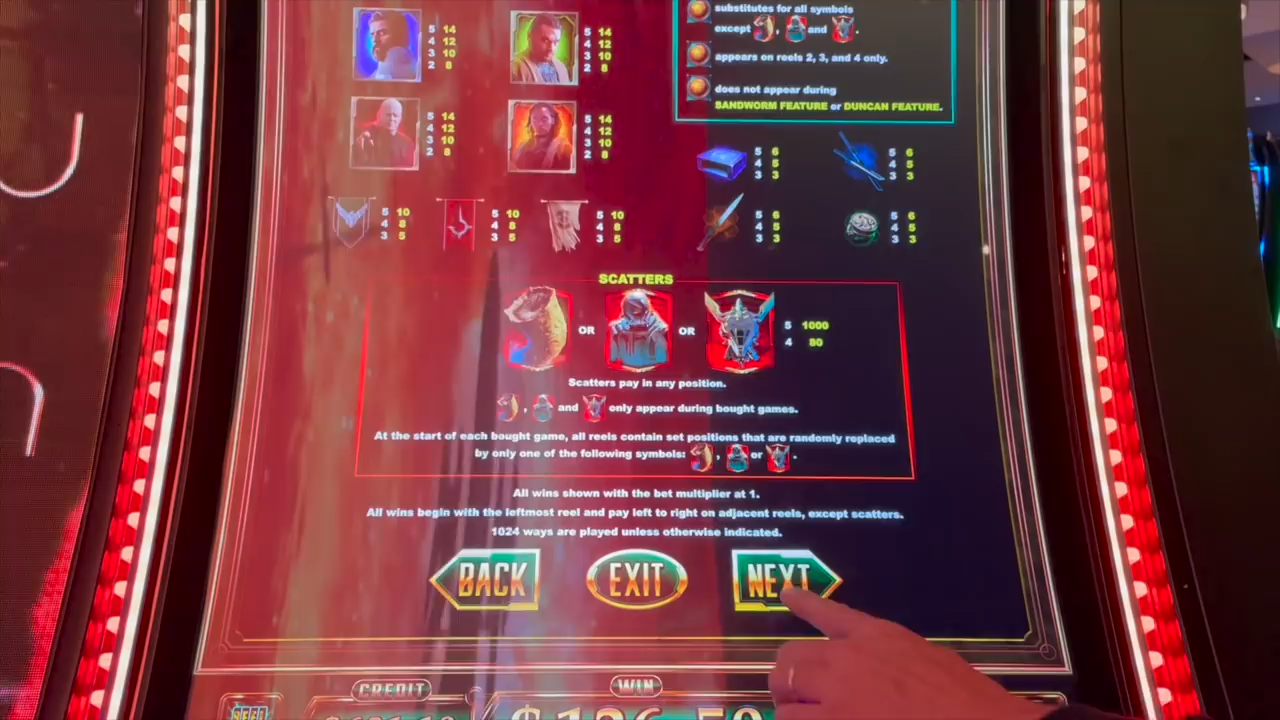 substitutes for all symbols
except , and .
appears on reels 2, 3, and 4 only.
does not appear during
BANDWORM FEATURE or DUNCAN FEATURE.
5 14
4 12
3 10
2 8
5 14
4 12
3 10
2 8
5 14
4 12
3 10
2 8
5 14
4 12
3 10
2 8
5 6
4 5
3 3
5 6
4 5
3 3
5 10
4 8
3 5
5 10
4 8
3 5
5 10
4 8
3 5
5 6
4 5
3 3
5 6
4 5
3 3
SCATTERS
OR OR
5 1000
4 80
Scatters pay in any position.
, and only appear during bought games.
At the start of each bought game, all reels contain set positions that are randomly replaced
by only one of the following symbols: , or .
All wins shown with the bet multiplier at 1.
All wins begin with the leftmost reel and pay left to right on adjacent reels, except scatters.
1024 ways are played unless otherwise indicated.
BACK EXIT NEXT
CREDIT WIN
REEL